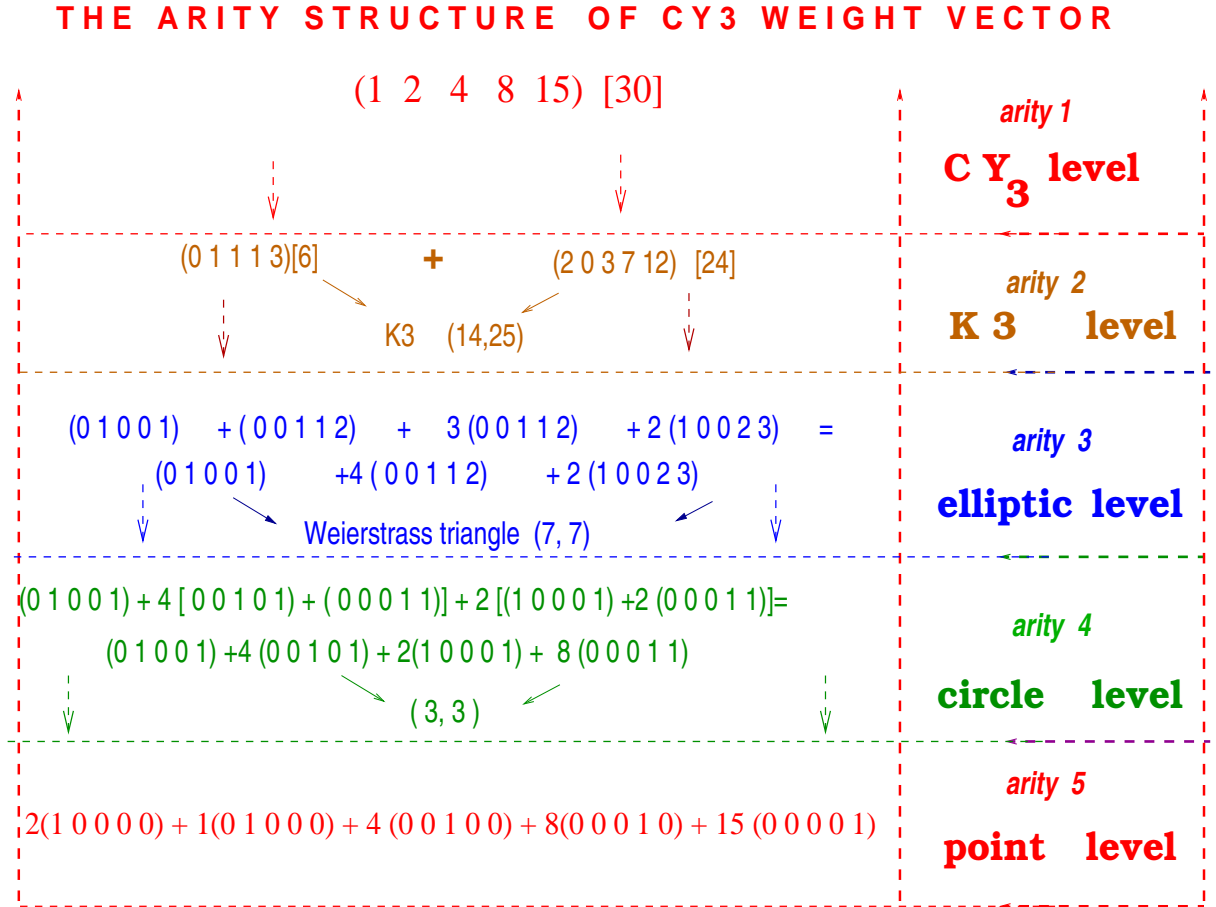 THE ARITY STRUCTURE OF CY3 WEIGHT VECTOR
(1 2 4 8 15) [30]
arity 1
C Y3 level
(0 1 1 1 3)[6] + (2 0 3 7 12) [24]
K3 (14,25)
arity 2
K 3 level
(0 1 0 0 1) + ( 0 0 1 1 2) + 3 (0 0 1 1 2) + 2 (1 0 0 2 3) =
(0 1 0 0 1) +4 ( 0 0 1 1 2) + 2 (1 0 0 2 3)
Weierstrass triangle (7, 7)
arity 3
elliptic level
(0 1 0 0 1) + 4 [ 0 0 1 0 1) + ( 0 0 0 1 1)] + 2 [(1 0 0 0 1) +2 (0 0 0 1 1)]=
(0 1 0 0 1) +4 (0 0 1 0 1) + 2(1 0 0 0 1) + 8 (0 0 0 1 1)
( 3, 3 )
arity 4
circle level
2(1 0 0 0 0) + 1(0 1 0 0 0) + 4 (0 0 1 0 0) + 8(0 0 0 1 0) + 15 (0 0 0 0 1)
arity 5
point level